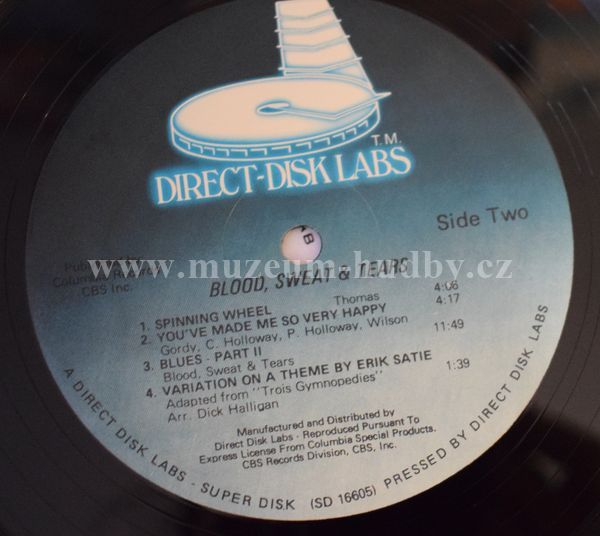 T.M.
DIRECT-DISK LABS
Side Two
Columbia Records
CBS Inc.
www.muzeum-hudby.cz
BLOOD, SWEAT & TEARS
1. SPINNING WHEEL Thomas 4:06
2. YOU'VE MADE ME SO VERY HAPPY 4:17
Gordy, C. Holloway, P. Holloway, Wilson
3. BLUES - PART II 11:49
Blood, Sweat & Tears
4. VARIATION ON A THEME BY ERIK SATIE 1:39
Adapted from "Trois Gymnopedies"
Arr. Dick Halligan
Manufactured and Distributed by
Direct Disk Labs - Reproduced Pursuant To
Express License From Columbia Special Products.
CBS Records Division, CBS, Inc.
A DIRECT DISK LABS - SUPER DISK (SD 16605) PRESSED BY DIRECT DISK LABS